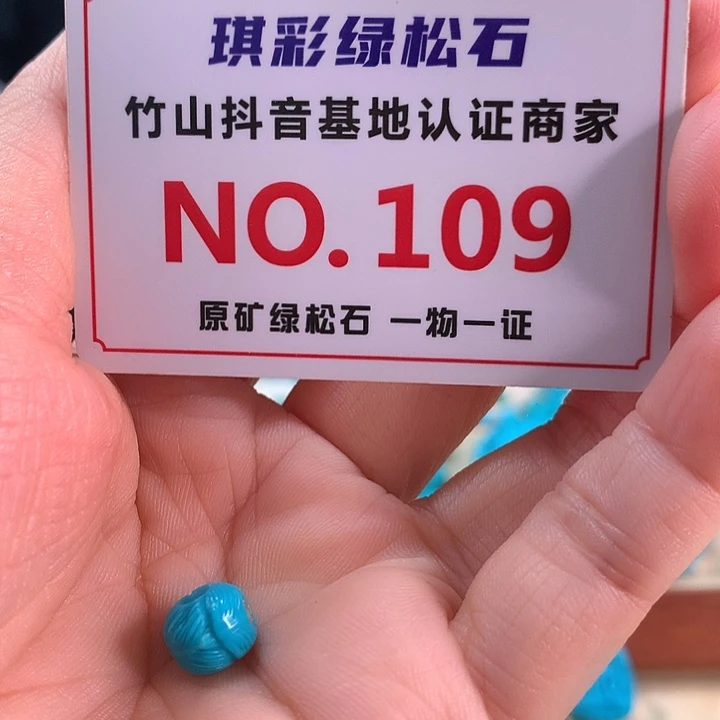 琪彩绿松石
竹山抖音基地认证商家
NO.109
原矿绿松石 一物一证